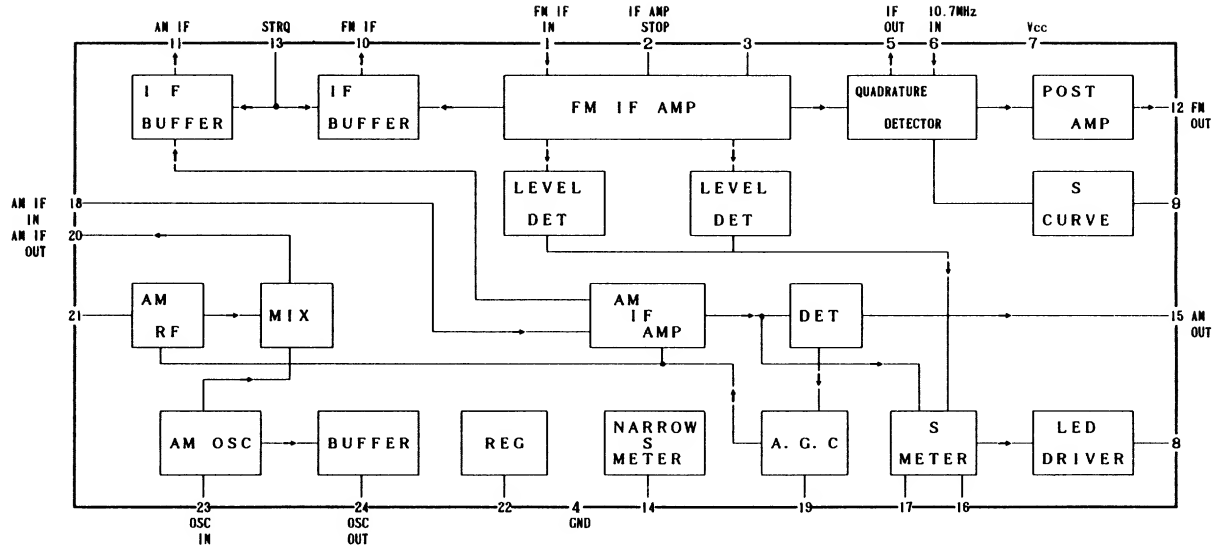 AM IF
STRQ
FM IF
FM IF
IN
IF AMP
STOP
IF
OUT
10.7MHz
IN
Vcc
11
13
10
1
2
3
5
6
7
I F
BUFFER
IF
BUFFER
FM IF AMP
QUADRATURE
DETECTOR
POST
AMP
12 FM
OUT
LEVEL
DET
LEVEL
DET
S
CURVE
9
AM IF
IN
18
AM IF
OUT
20
21
AM
RF
MIX
AM
IF
AMP
DET
15 AM
OUT
AM OSC
BUFFER
REG
NARROW
S
METER
A. G. C
S
METER
LED
DRIVER
8
23
OSC
IN
24
OSC
OUT
22
4
GND
14
19
17
16